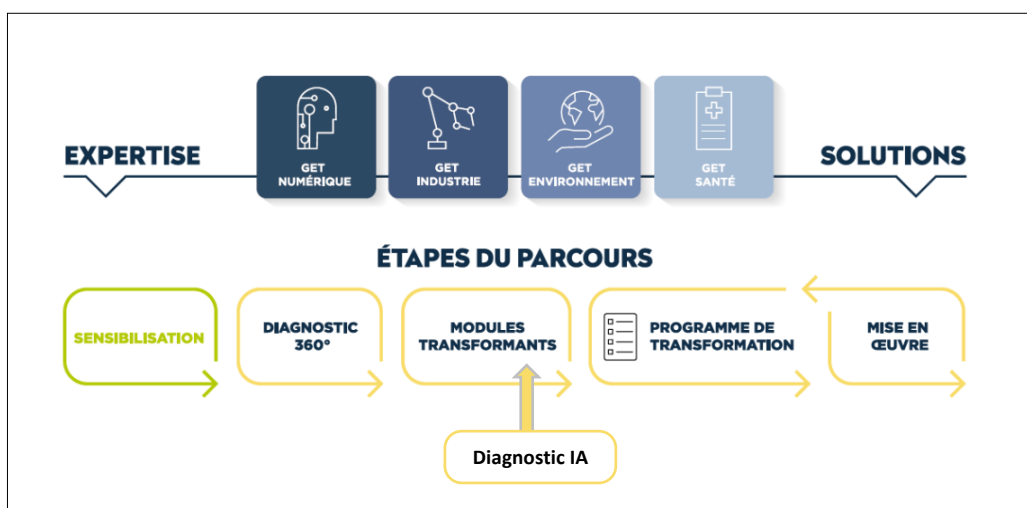 GET
NUMÉRIQUE
GET
INDUSTRIE
GET
ENVIRONNEMENT
GET
SANTÉ
EXPERTISE
SOLUTIONS
ÉTAPES DU PARCOURS
SENSIBILISATION
DIAGNOSTIC
360°
MODULES
TRANSFORMANTS
PROGRAMME DE
TRANSFORMATION
MISE EN
ŒUVRE
Diagnostic IA